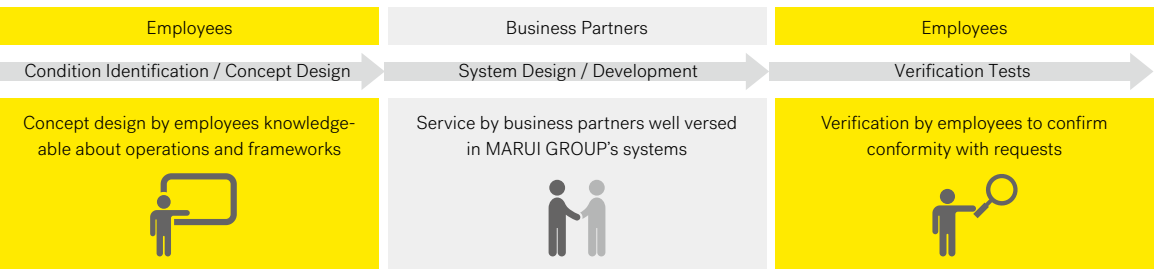 Employees
Business Partners
Employees
Condition Identification / Concept Design
System Design / Development
Verification Tests
Concept design by employees knowledge-
able about operations and frameworks
Service by business partners well versed
in MARUI GROUP's systems
Verification by employees to confirm
conformity with requests